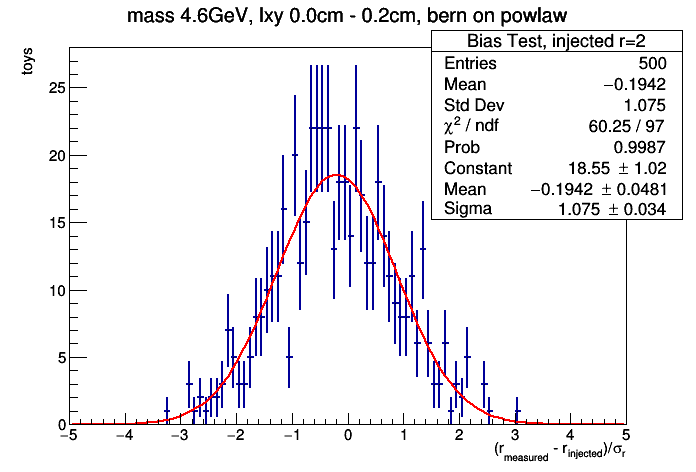 mass 4.6GeV, lxy 0.0cm - 0.2cm, bern on powlaw
toys
Bias Test, injected r=2
Entries 500
Mean −0.1942
Std Dev 1.075
χ² / ndf 60.25 / 97
Prob 0.9987
Constant 18.55 ± 1.02
Mean −0.1942 ± 0.0481
Sigma 1.075 ± 0.034
25
20
15
10
5
0
−5 −4 −3 −2 −1 0 1 2 3 4 5
(r_measured - r_injected)/σ_r